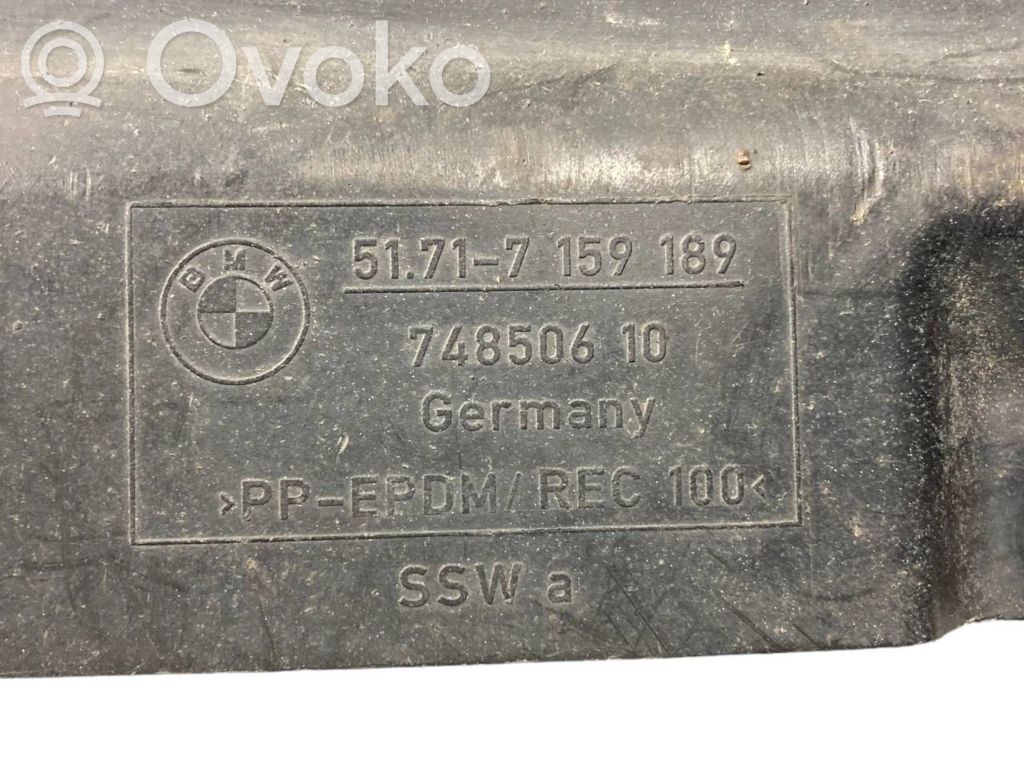 Ovoko
BMW
51.71-7 159 189
748506 10
Germany
>PP-EPDM/REC 100<
SSW a